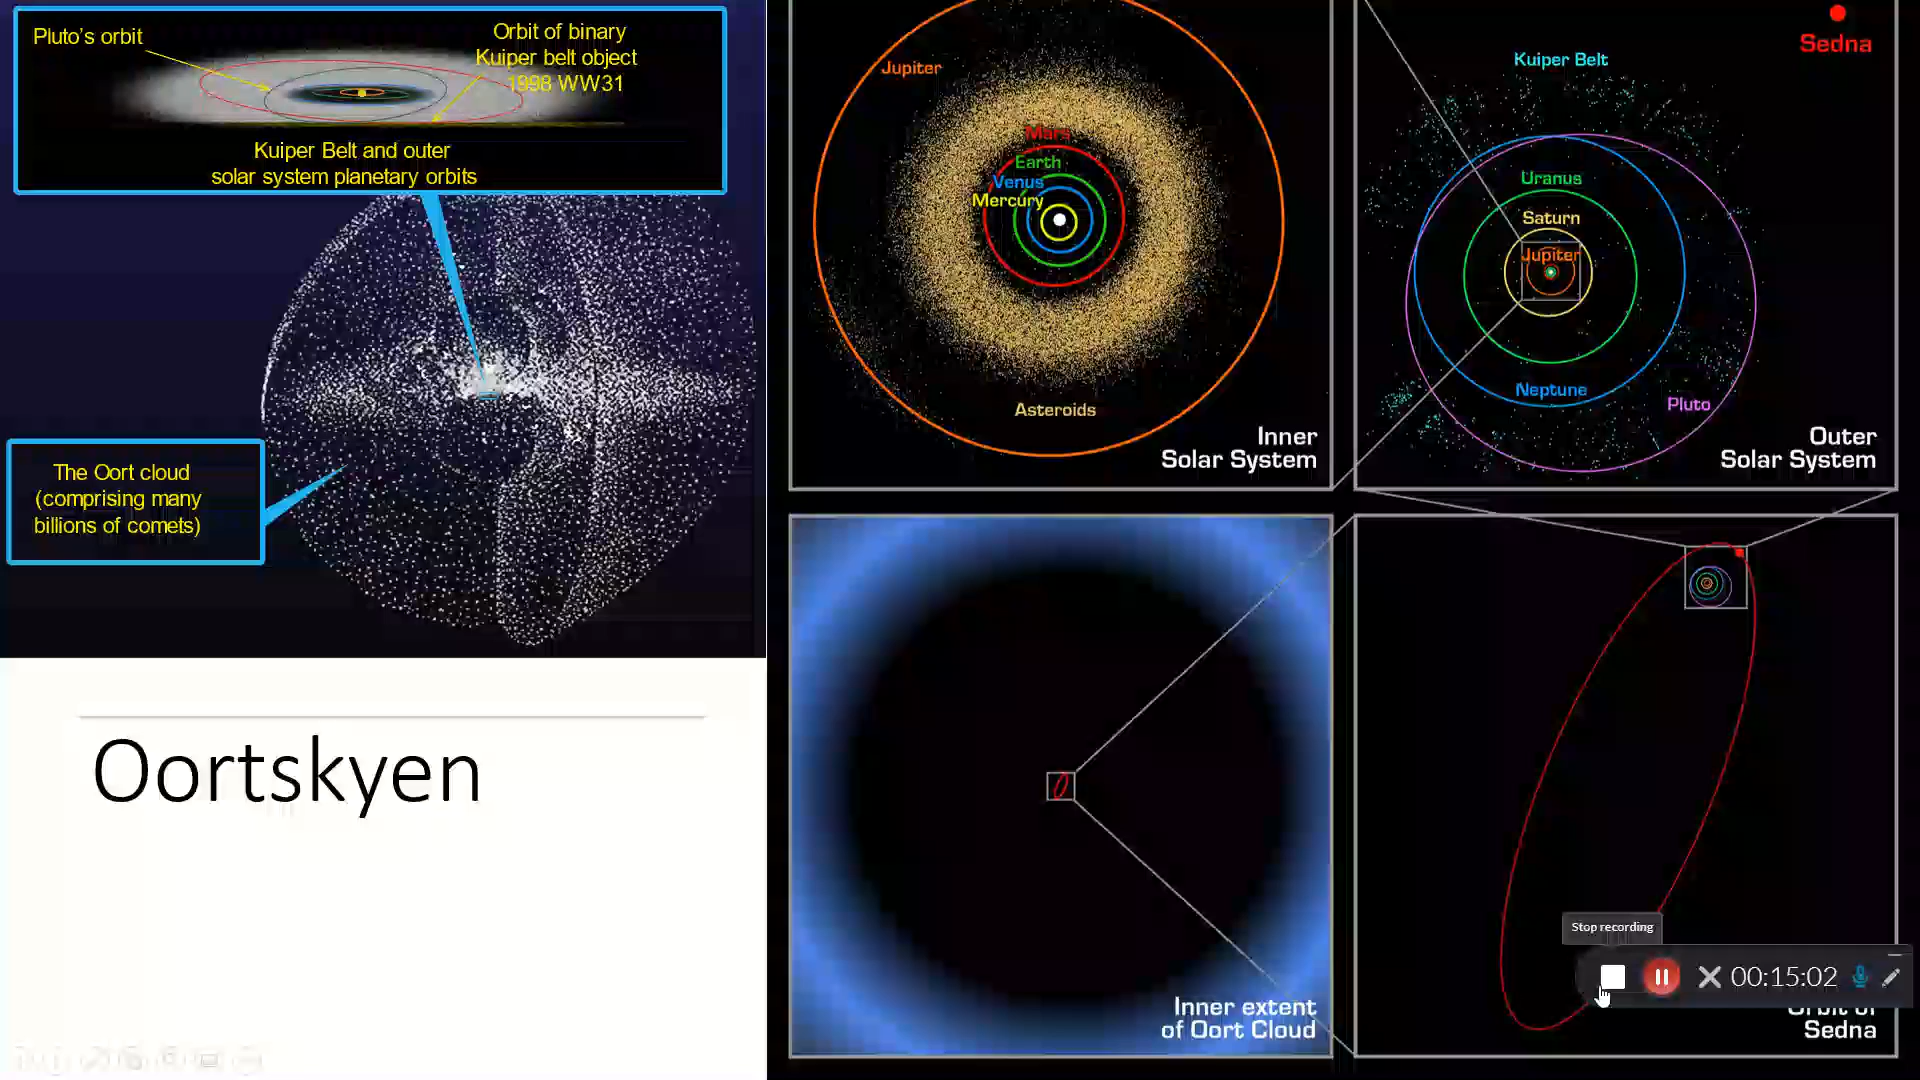 Pluto's orbit
Orbit of binary
Kuiper belt object
1998 WW31
Kuiper Belt and outer
solar system planetary orbits
The Oort cloud
(comprising many
billions of comets)
Oortskyen
Jupiter
Mars
Earth
Venus
Mercury
Asteroids
Inner
Solar System
Sedna
Kuiper Belt
Uranus
Saturn
Jupiter
Neptune
Pluto
Outer
Solar System
Inner extent
of Oort Cloud
Stop recording
00:15:02
Orbit of
Sedna